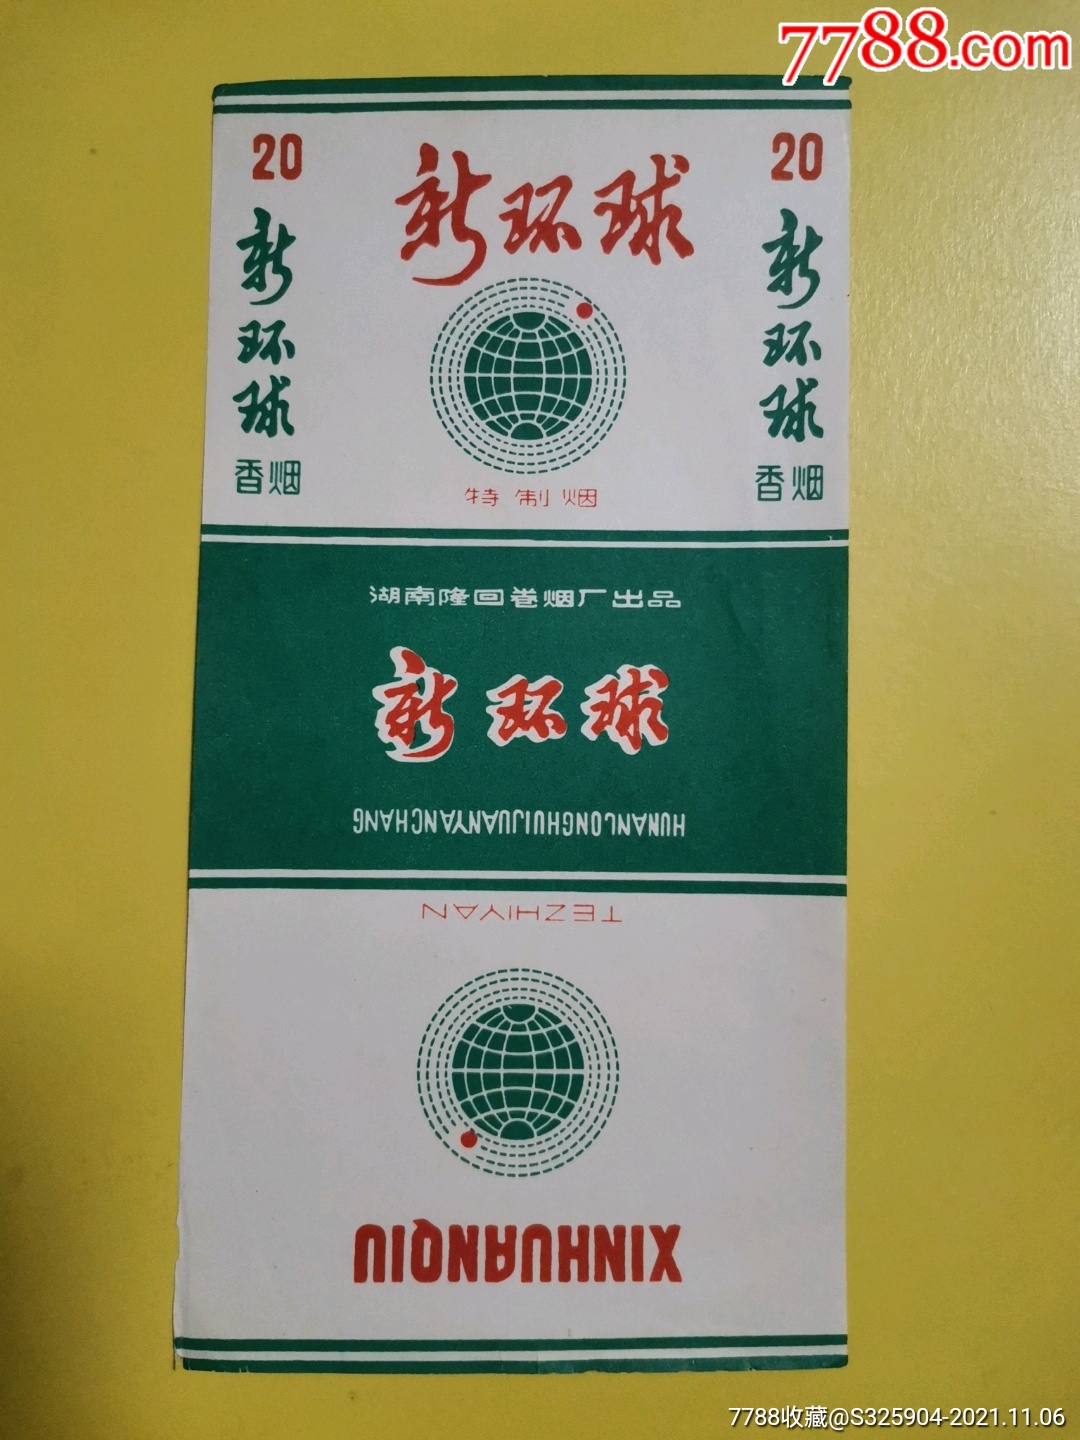 7788.com
20
新环球
香烟
新环球
特制烟
20
新环球
香烟
湖南隆回卷烟厂出品
新环球
HUNANLONGHUIJUANYANCHANG
TEZHIYAN
XINHUANQIU
7788收藏@S325904-2021.11.06